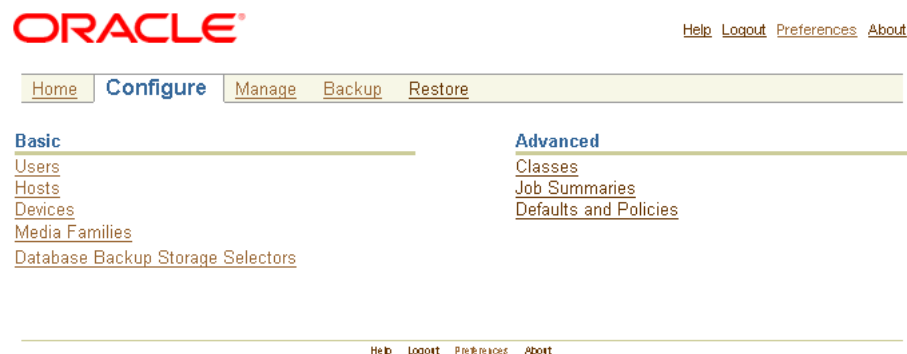 ORACLE
Help Logout Preferences About
Home Configure Manage Backup Restore
Basic
Users
Hosts
Devices
Media Families
Database Backup Storage Selectors
Advanced
Classes
Job Summaries
Defaults and Policies
Help Logout Preferences About